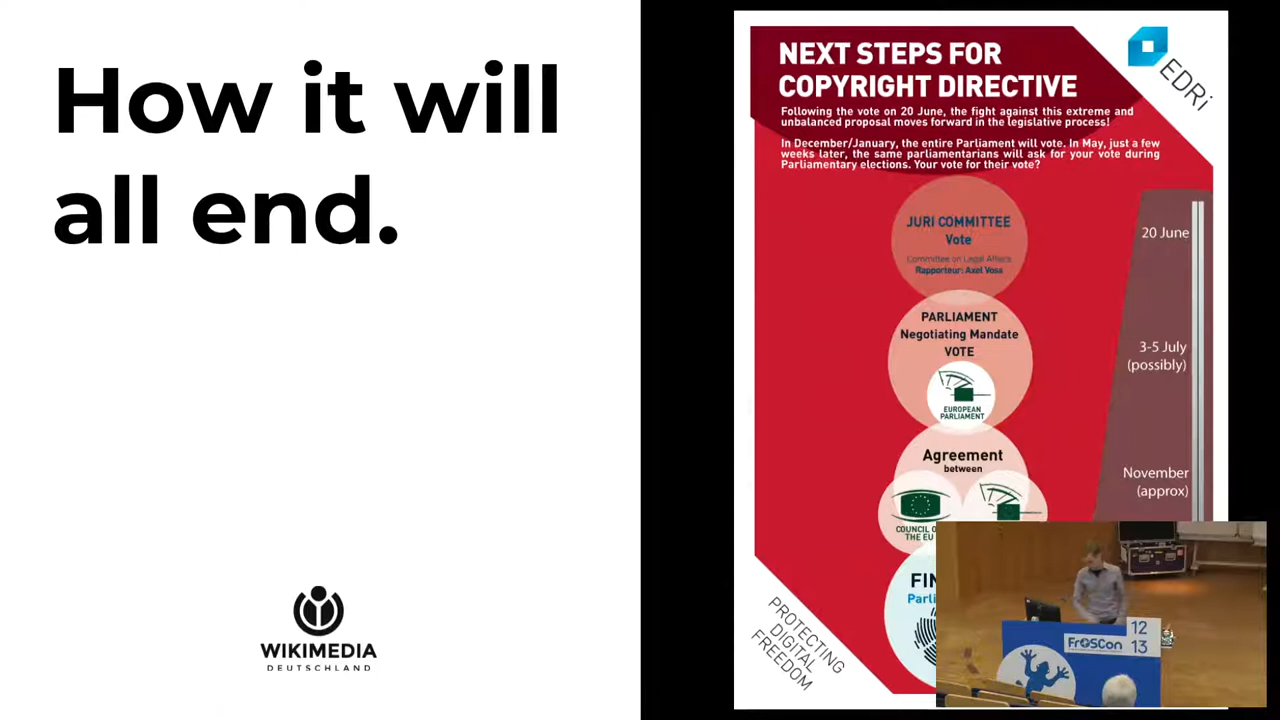 How it will
all end.
WIKIMEDIA
DEUTSCHLAND
NEXT STEPS FOR
COPYRIGHT DIRECTIVE
EDRi
Following the vote on 20 June, the fight against this extreme and
unbalanced proposal moves forward in the legislative process!
In December/January, the entire Parliament will vote. In May, just a few
weeks later, the same parliamentarians will ask for your vote during
Parliamentary elections. Your vote for their vote?
JURI COMMITTEE
Vote
Committee on Legal Affairs
Rapporteur: Axel Voss
20 June
PARLIAMENT
Negotiating Mandate
VOTE
EUROPEAN
PARLIAMENT
3-5 July
(possibly)
Agreement
between
COUNCIL O
THE EU
November
(approx)
FIN
Parli
PROTECTING
DIGITAL
FREEDOM
FrOSCon
12
13